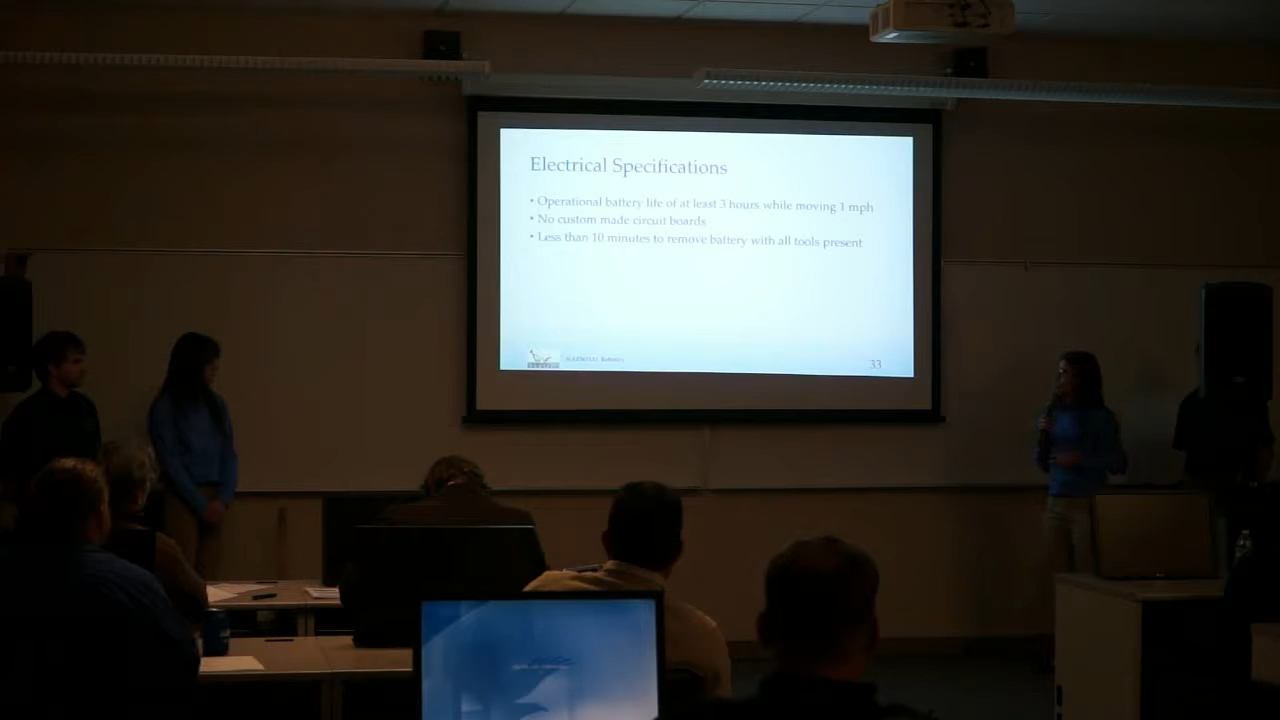 Electrical Specifications
• Operational battery life of at least 3 hours while moving 1 mph
• No custom made circuit boards
• Less than 10 minutes to remove battery with all tools present
Robotics
33